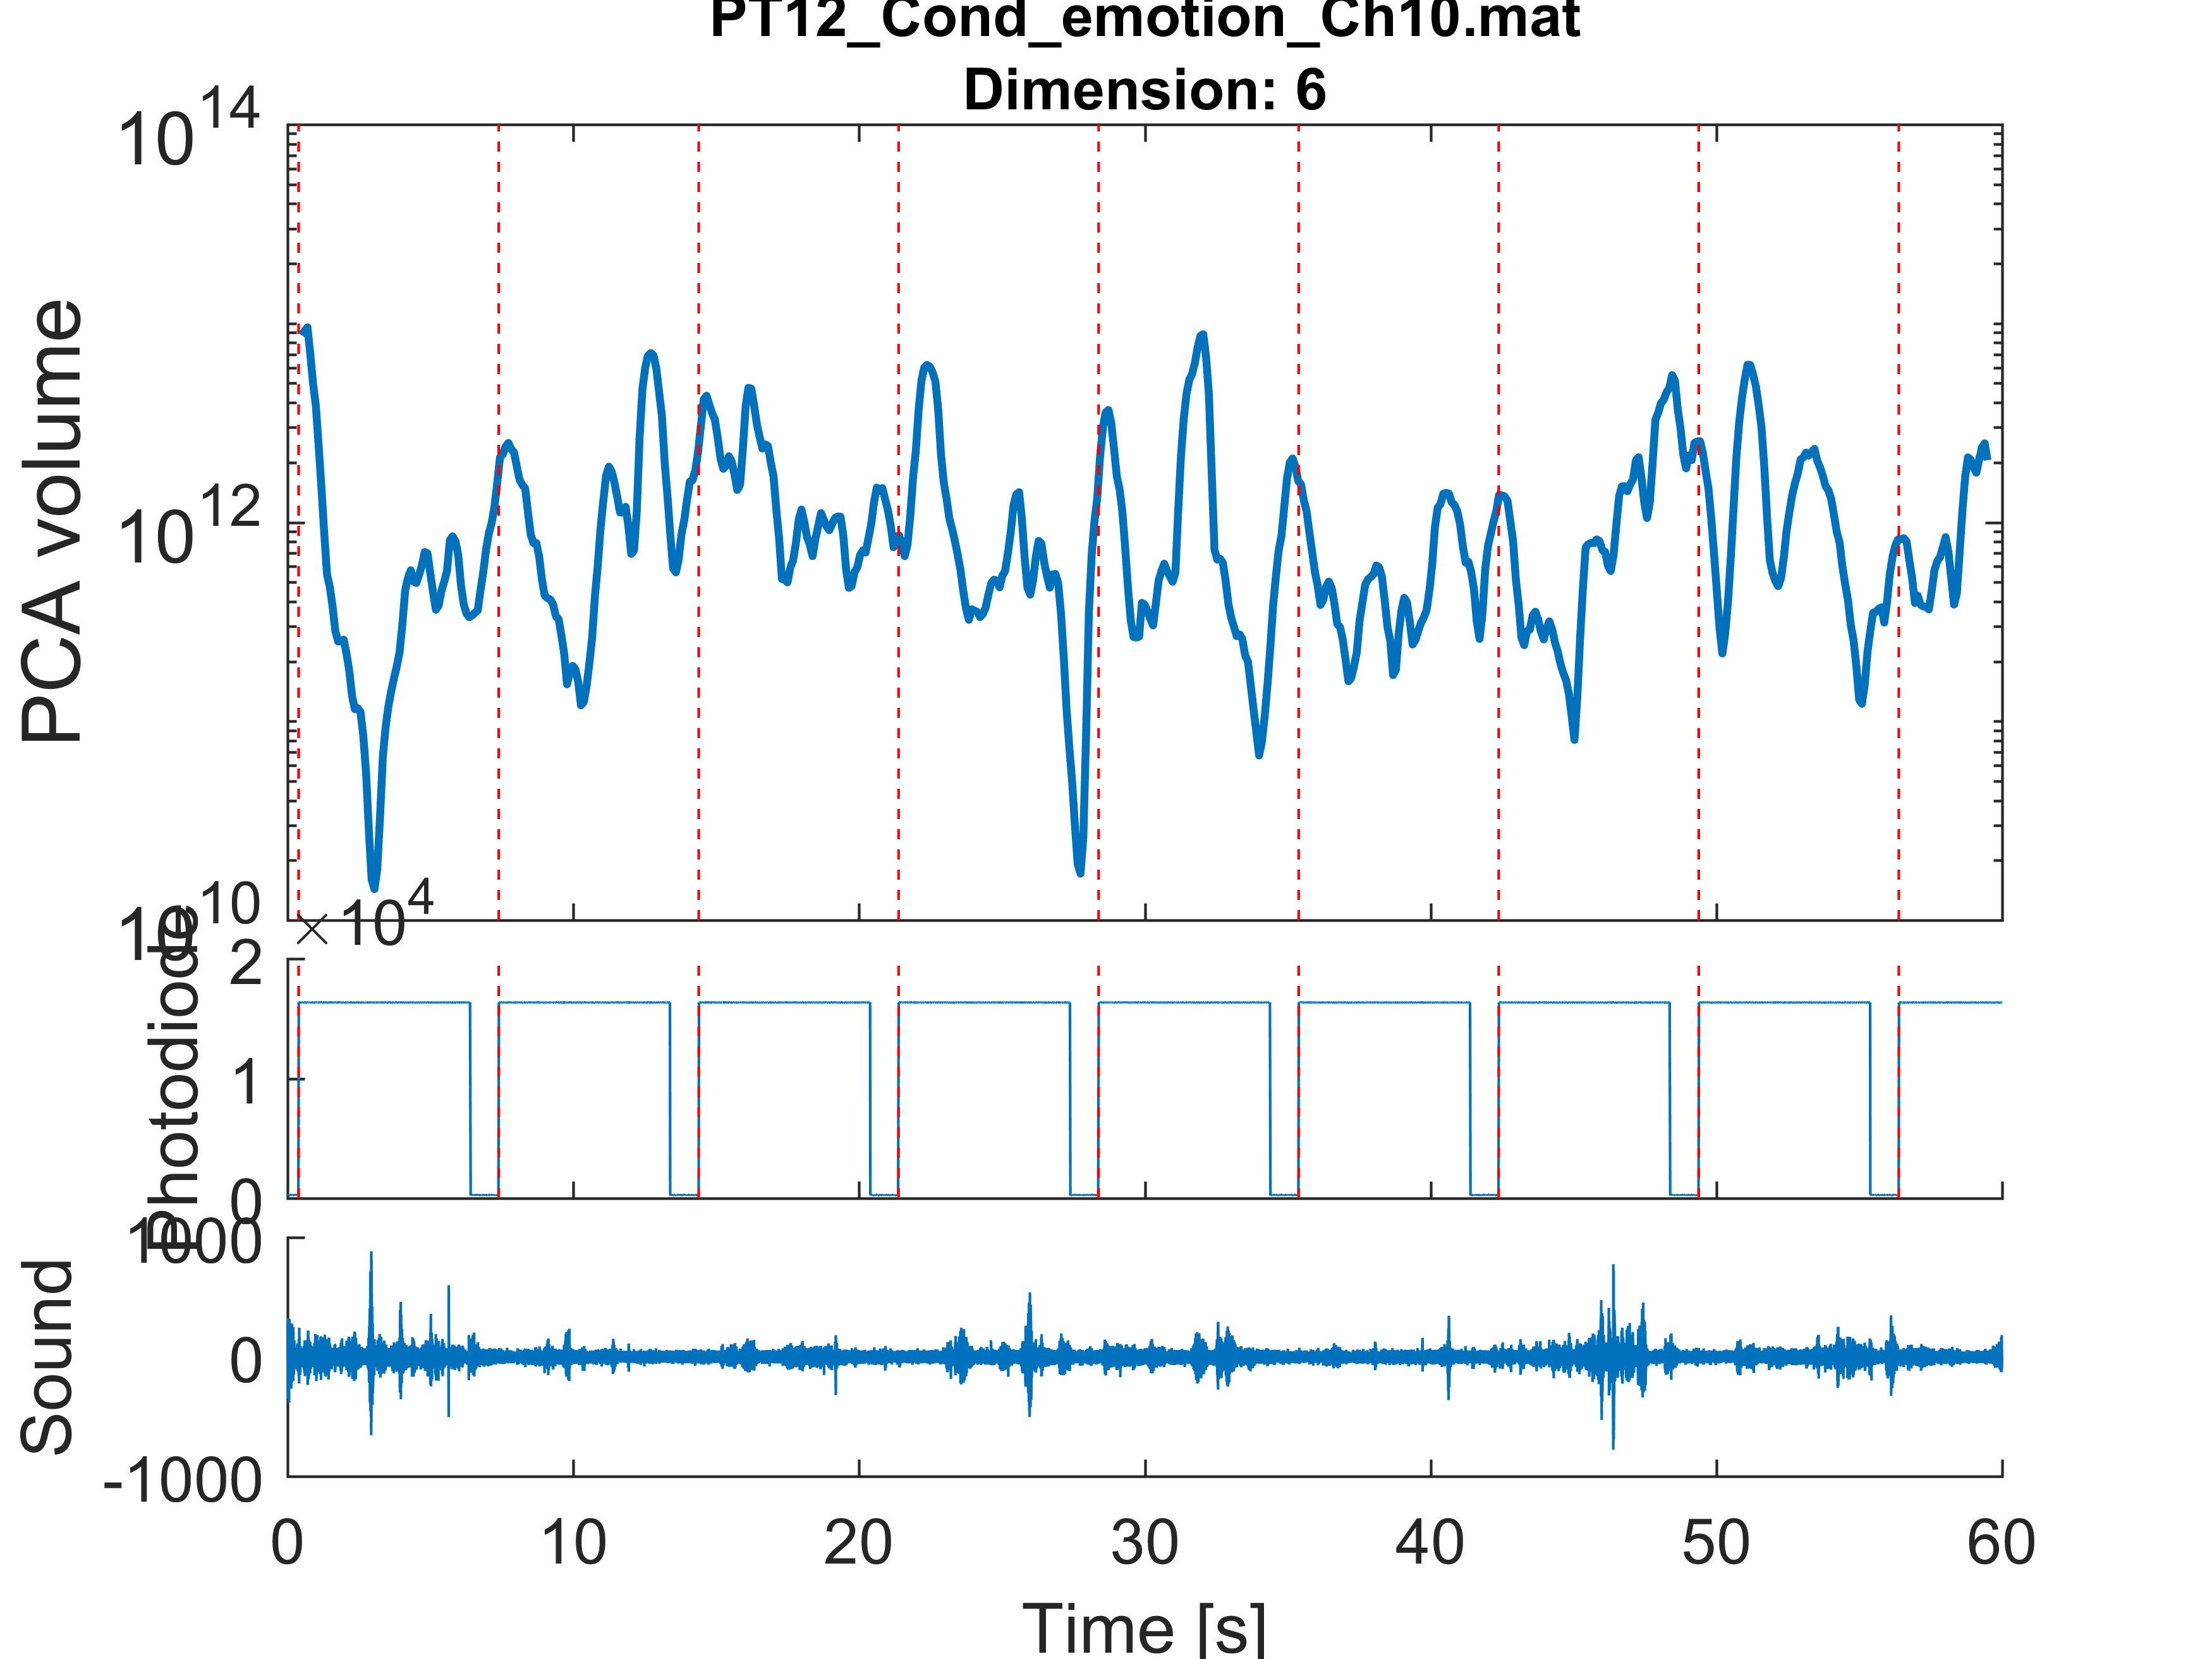 PT12_Cond_emotion_Ch10.mat
Dimension: 6
10^14
10^12
10^10
PCA volume
×10^4
2
1
0
Photodiode
1000
0
-1000
Sound
0 10 20 30 40 50 60
Time [s]